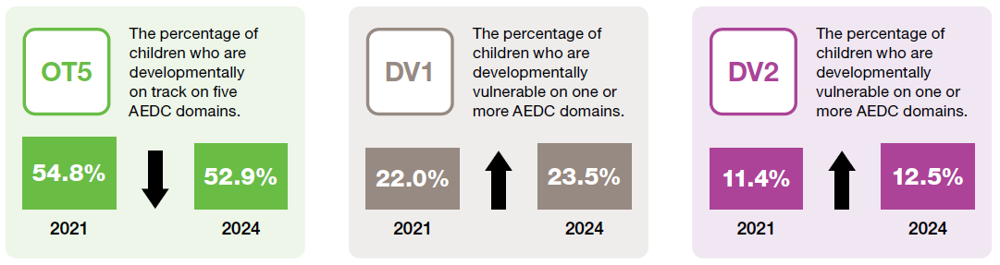 OT5
The percentage of
children who are
developmentally
on track on five
AEDC domains.
54.8%
52.9%
2021
2024
DV1
The percentage of
children who are
developmentally
vulnerable on one or
more AEDC domains.
22.0%
23.5%
2021
2024
DV2
The percentage of
children who are
developmentally
vulnerable on one or
more AEDC domains.
11.4%
12.5%
2021
2024